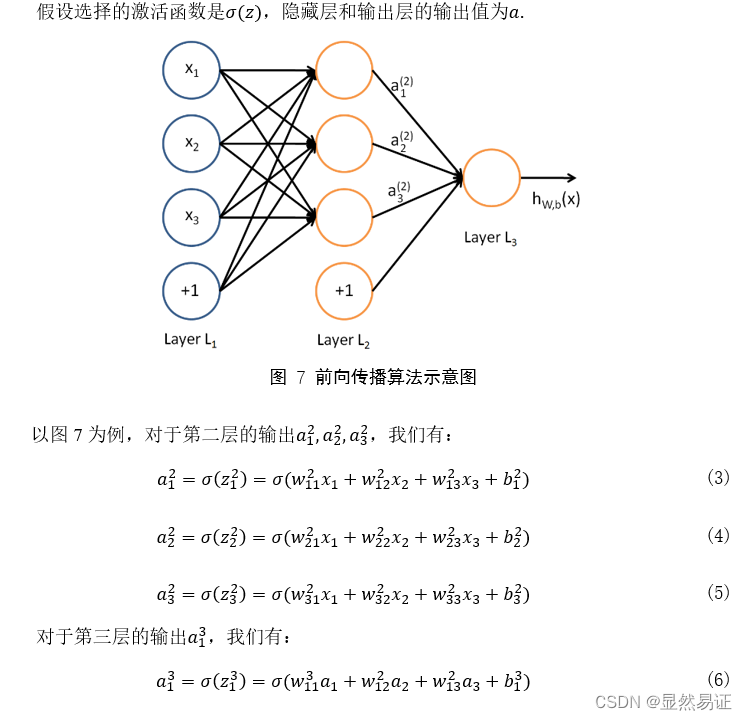 假设选择的激活函数是σ(z)，隐藏层和输出层的输出值为a.
x₁
x₂
x₃
+1
Layer L₁
a₁⁽²⁾
a₂⁽²⁾
a₃⁽²⁾
+1
Layer L₂
Layer L₃
h_{W,b}(x)
图 7 前向传播算法示意图
以图 7 为例，对于第二层的输出a₁²,a₂²,a₃²，我们有：
a₁² = σ(z₁²) = σ(w₁₁²x₁ + w₁₂²x₂ + w₁₃²x₃ + b₁²) (3)
a₂² = σ(z₂²) = σ(w₂₁²x₁ + w₂₂²x₂ + w₂₃²x₃ + b₂²) (4)
a₃² = σ(z₃²) = σ(w₃₁²x₁ + w₃₂²x₂ + w₃₃²x₃ + b₃²) (5)
对于第三层的输出a₁³，我们有：
a₁³ = σ(z₁³) = σ(w₁₁³a₁ + w₁₂²a₂ + w₁₃²a₃ + b₁³) (6)
CSDN @显然易证